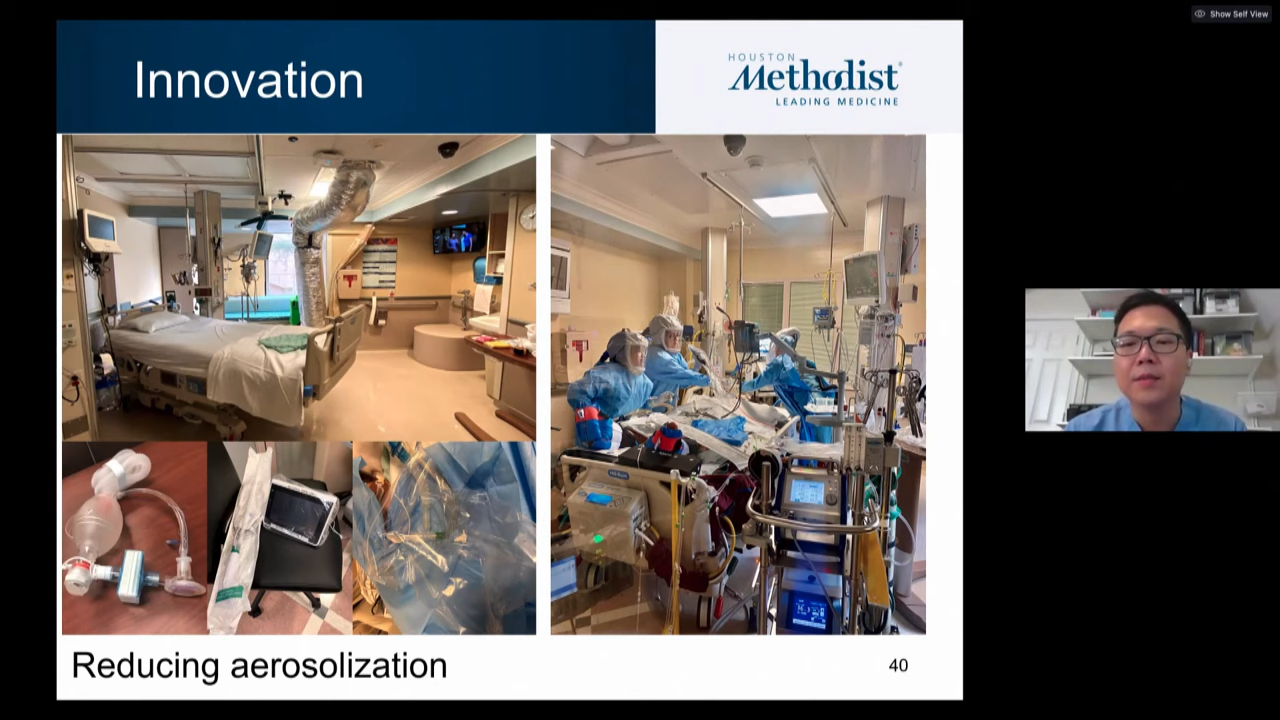 Show Self View
Innovation
HOUSTON
Methodist®
LEADING MEDICINE
Reducing aerosolization
40